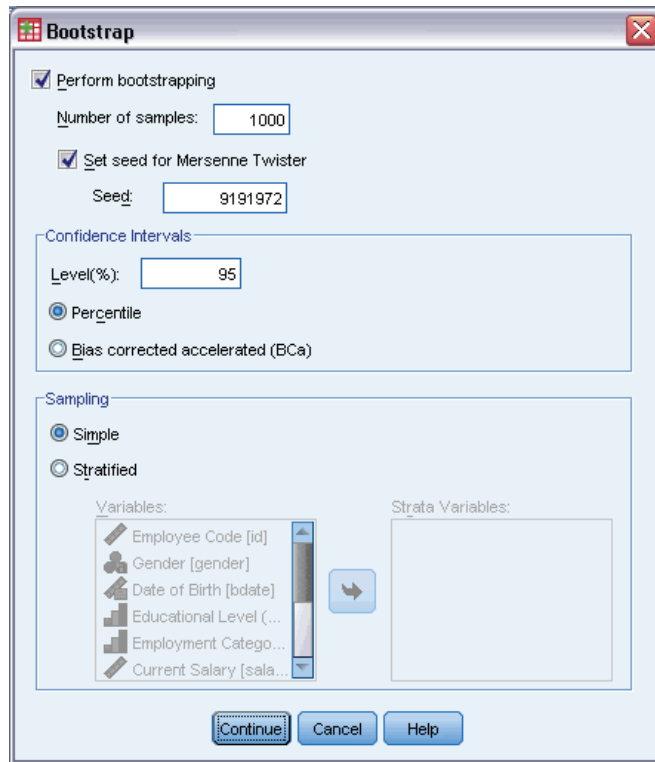 Bootstrap
Perform bootstrapping
Number of samples: 1000
Set seed for Mersenne Twister
Seed: 9191972
Confidence Intervals
Level(%): 95
Percentile
Bias corrected accelerated (BCa)
Sampling
Simple
Stratified
Variables: Strata Variables:
Employee Code [id]
Gender [gender]
Date of Birth [bdate]
Educational Level (...
Employment Catego...
Current Salary [sala...
Continue Cancel Help